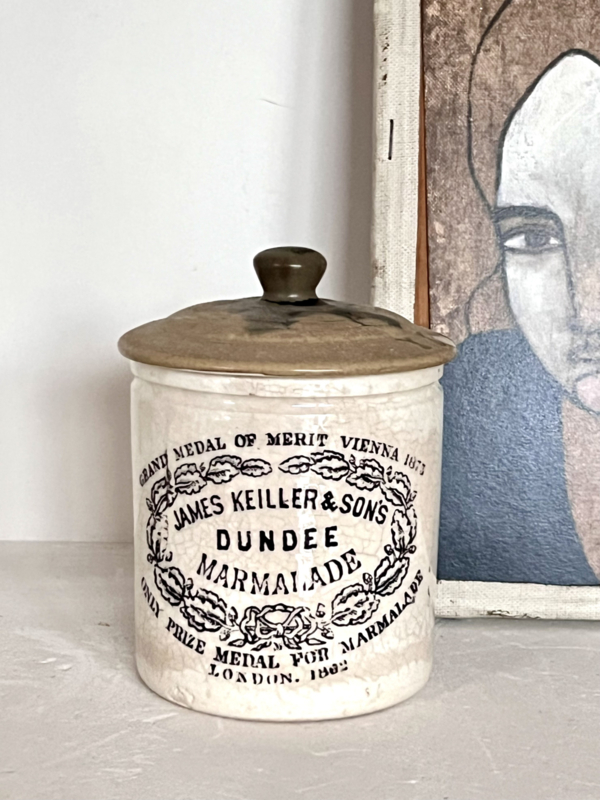 GRAND MEDAL OF MERIT VIENNA 1873
JAMES KEILLER & SON'S
DUNDEE
MARMALADE
ONLY PRIZE MEDAL FOR MARMALADE
LONDON. 1862